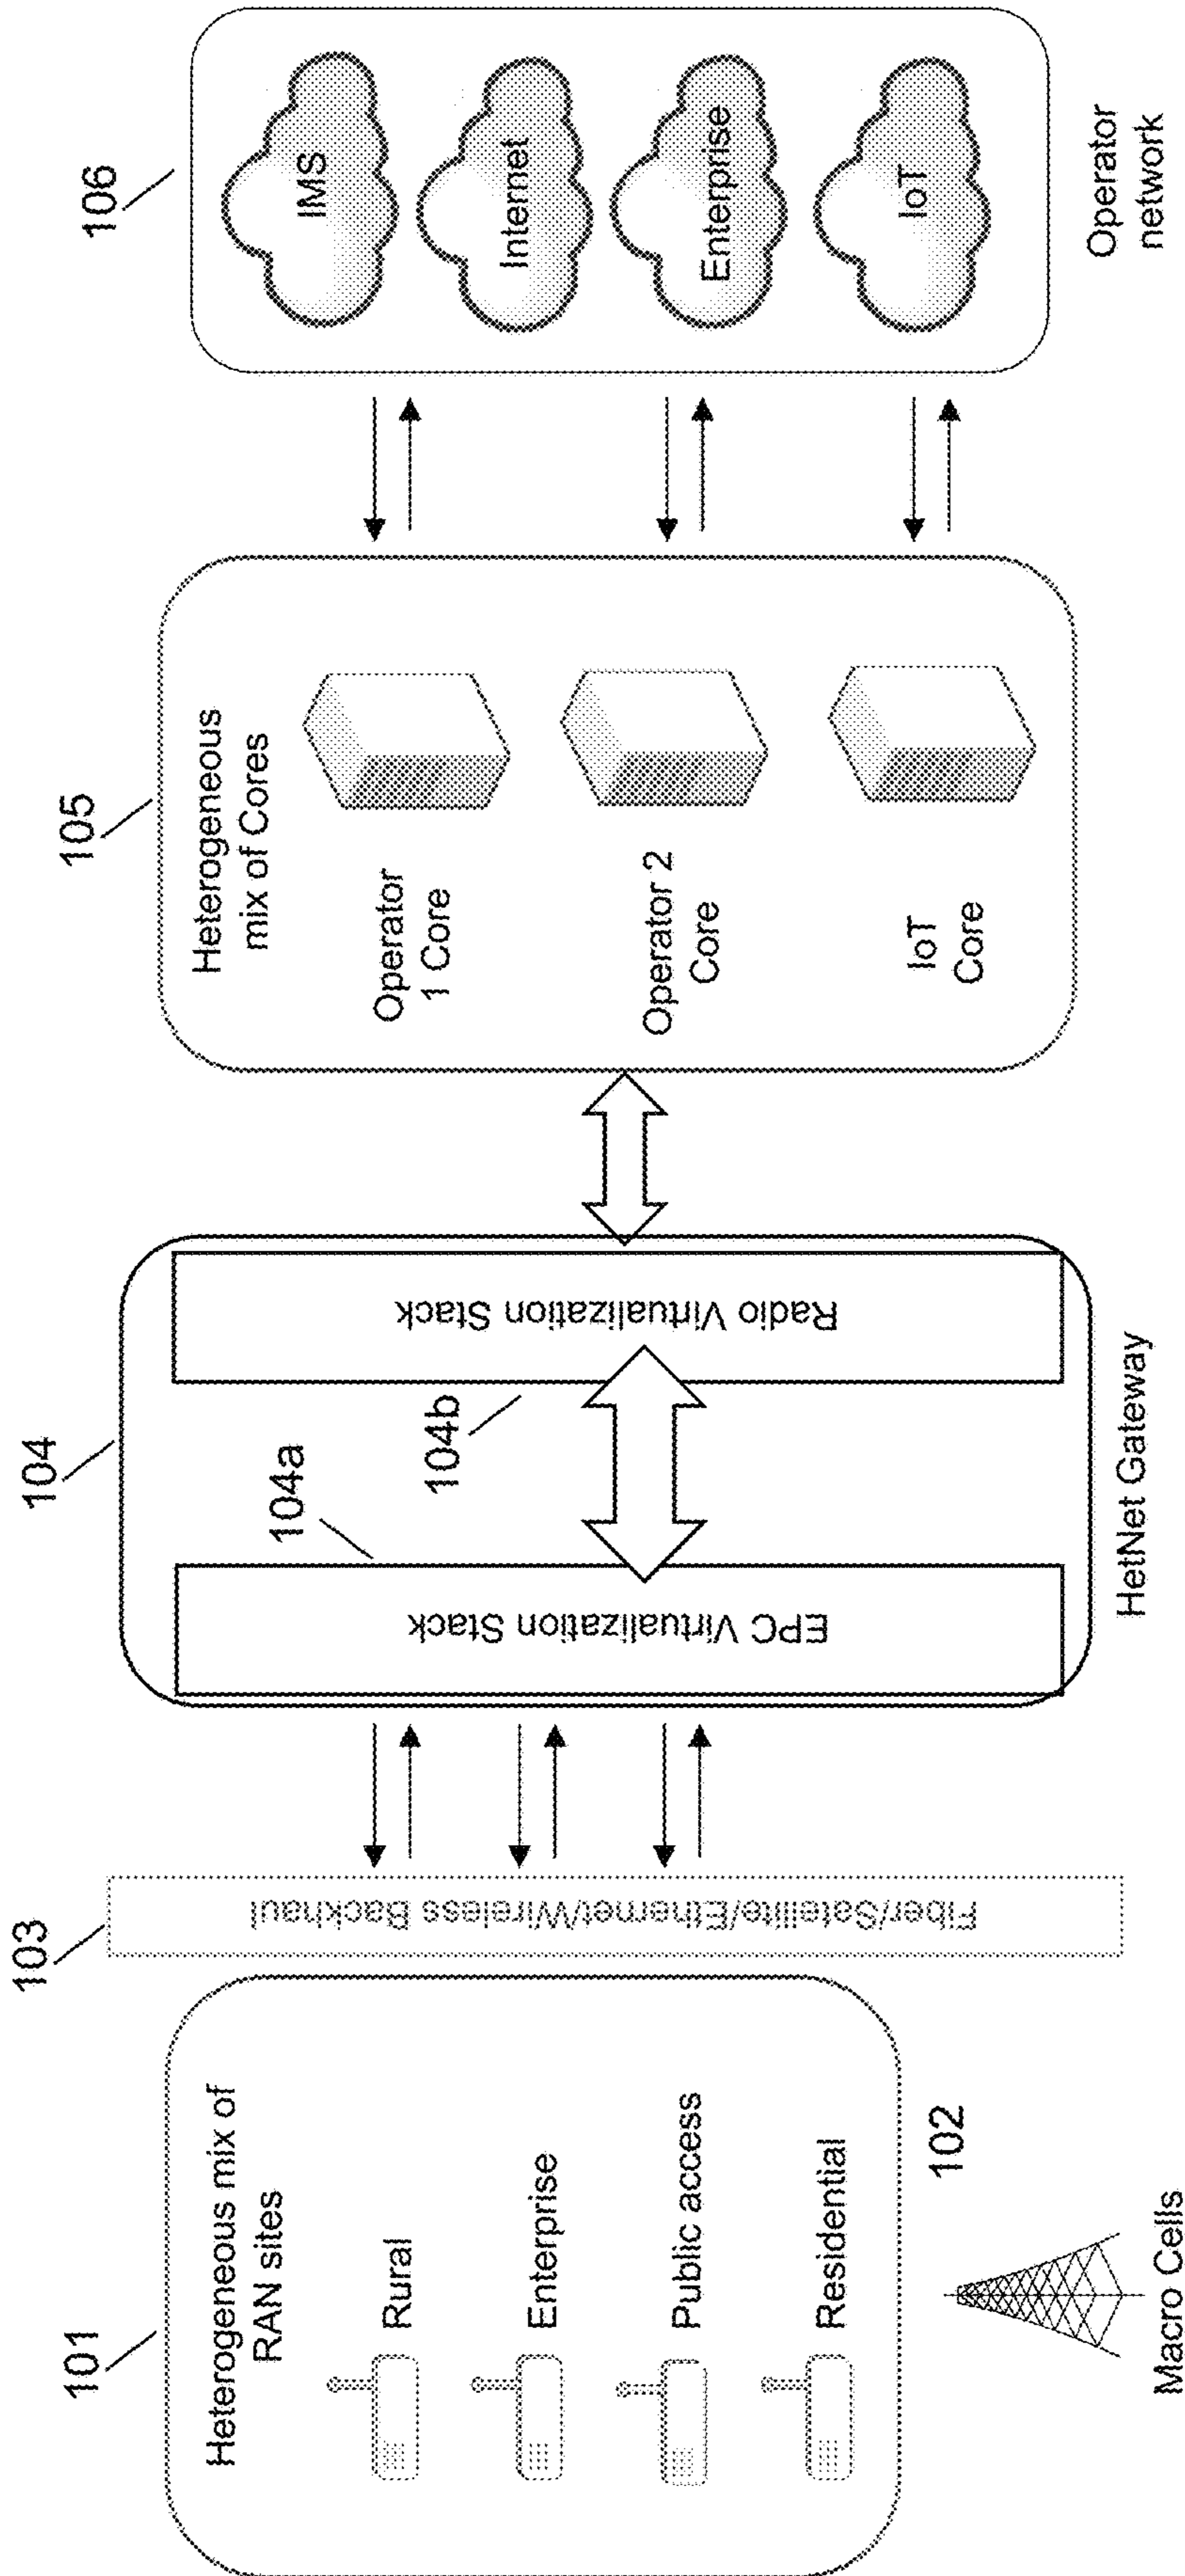 101
Heterogeneous mix of
RAN sites
Rural
Enterprise
Public access
Residential
102
Macro Cells
103
Fiber/Satellite/Ethernet/Wireless Backhaul
104
104a
EPC Virtualization Stack
104b
Radio Virtualization Stack
HetNet Gateway
105
Heterogeneous
mix of Cores
Operator
1 Core
Operator 2
Core
IoT
Core
106
IMS
Internet
Enterprise
IoT
Operator
network